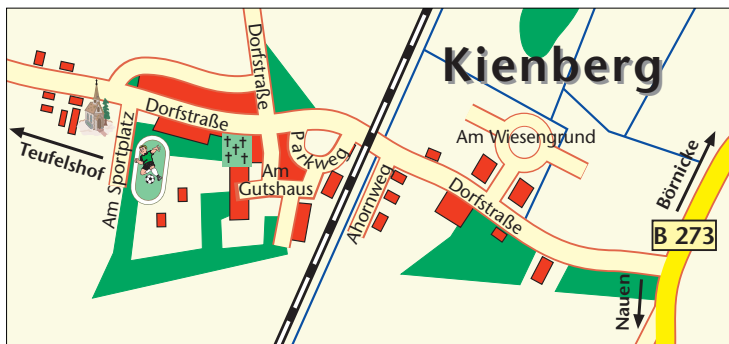 Kienberg
Dorfstraße
Dorfstraße
Am Wiesengrund
Parkweg
Teufelshof
Am Sportplatz
Am
Gutshaus
Ahornweg
Dorfstraße
Börnicke
B 273
Nauen